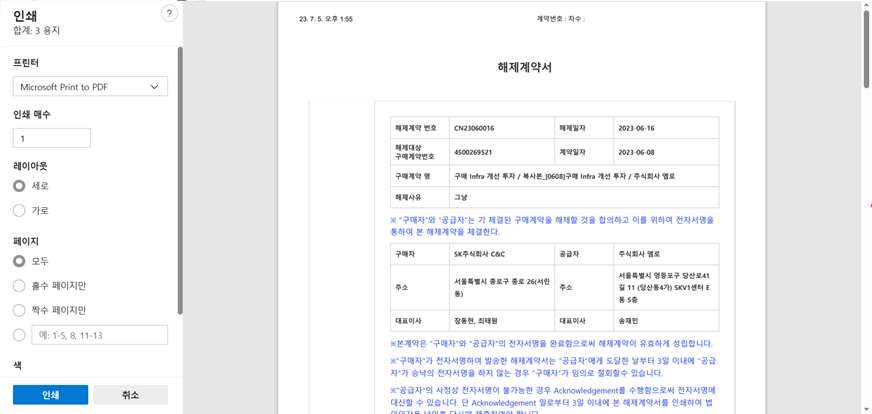 인쇄
?
합계: 3 용지
프린터
Microsoft Print to PDF
인쇄 매수
1
레이아웃
세로
가로
페이지
모두
홀수 페이지만
짝수 페이지만
예: 1-5, 8, 11-13
색
인쇄 취소
23. 7. 5. 오후 1:55 계약번호 : 차수 :
해제계약서
해제계약 번호 CN23060016 해제일자 2023-06-16
해제대상
구매계약번호 4500269521 계약일자 2023-06-08
구매계약 명 구매 Infra 개선 투자 / 복사본_[0608]구매 Infra 개선 투자 / 주식회사 엠로
해제사유 그냥
※ "구매자"와 "공급자"는 기 체결된 구매계약을 해제할 것을 합의하고 이를 위하여 전자서명을
통하여 본 해제계약을 체결한다.
구매자 SK주식회사 C&C 공급자 주식회사 엠로
주소 서울특별시 종로구 종로 26(서린
동) 주소 서울특별시 영등포구 당산로41
길 11 (당산동4가) SKV1센터 E
동 5층
대표이사 장동현, 최태원 대표이사 송재민
※본계약은 "구매자"와 "공급자"의 전자서명을 완료함으로써 해제계약이 유효하게 성립합니다.
※"구매자"가 전자서명하여 발송한 해제계약서는 "공급자"에게 도달한 날부터 3일 이내에 "공급
자"가 승낙의 전자서명을 하지 않는 경우 "구매자"가 임의로 철회할수 있습니다.
※"공급자"의 사정상 전자서명이 불가능한 경우 Acknowledgement를 수행함으로써 전자서명에
대신할 수 있습니다. 단 Acknowledgement 일로부터 3일 이내에 본 해제계약서를 인쇄하여 법